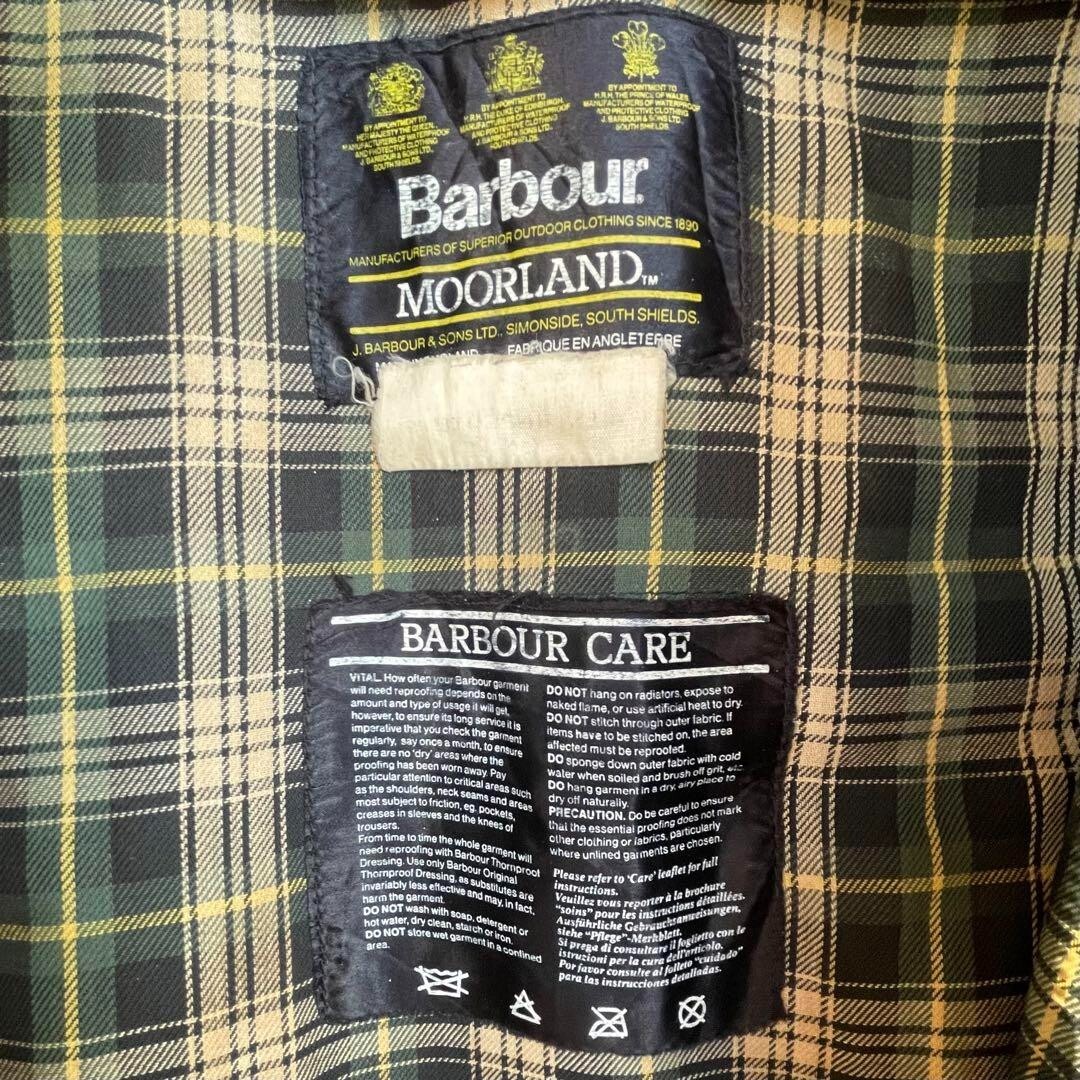 BY APPOINTMENT TO
HER MAJESTY THE QUEEN
MANUFACTURERS OF WATERPROOF
AND PROTECTIVE CLOTHING
J. BARBOUR & SONS LTD.
SOUTH SHIELDS.
BY APPOINTMENT TO
H.R.H. THE DUKE OF EDINBURGH
MANUFACTURERS OF WATERPROOF
AND PROTECTIVE CLOTHING
J. BARBOUR & SONS LTD.
SOUTH SHIELDS.
BY APPOINTMENT TO
H.R.H. THE PRINCE OF WALES
MANUFACTURERS OF WATERPROOF
AND PROTECTIVE CLOTHING
J. BARBOUR & SONS LTD.
SOUTH SHIELDS.
Barbour®
MANUFACTURERS OF SUPERIOR OUTDOOR CLOTHING SINCE 1890
MOORLAND™
J. BARBOUR & SONS LTD., SIMONSIDE, SOUTH SHIELDS.
FABRIQUE EN ANGLETERRE
BARBOUR CARE
VITAL. How often your Barbour garment
will need reproofing depends on the
amount and type of usage it will get,
however, to ensure its long service it is
imperative that you check the garment
regularly, say once a month, to ensure
there are no 'dry' areas where the
proofing has been worn away. Pay
particular attention to critical areas such
as the shoulders, neck seams and areas
most subject to friction, eg. pockets,
creases in sleeves and the knees of
trousers.
From time to time the whole garment will
need reproofing with Barbour Thornproof
Dressing. Use only Barbour Original
Thornproof Dressing, as substitutes are
invariably less effective and may, in fact,
harm the garment.
DO NOT wash with soap, detergent or
hot water, dry clean, starch or iron.
DO NOT store wet garment in a confined
area.
DO NOT hang on radiators, expose to
naked flame, or use artificial heat to dry.
DO NOT stitch through outer fabric. If
items have to be stitched on, the area
affected must be reproofed.
DO sponge down outer fabric with cold
water when soiled and brush off grit, etc.
DO hang garment in a dry, airy place to
dry off naturally.
PRECAUTION. Do be careful to ensure
that the essential proofing does not mark
other clothing or fabrics, particularly
where unlined garments are chosen.
Please refer to 'Care' leaflet for full
instructions.
Veuillez vous reporter à la brochure
"soins" pour les instructions détaillées.
Ausführliche Gebrauchsanweisungen,
siehe "Pflege"-Merkblatt.
Si prega di consultare il foglietto con le
istruzioni per la cura dell'articolo.
Por favor consulte al folleto "cuidado"
para las instrucciones detalladas.